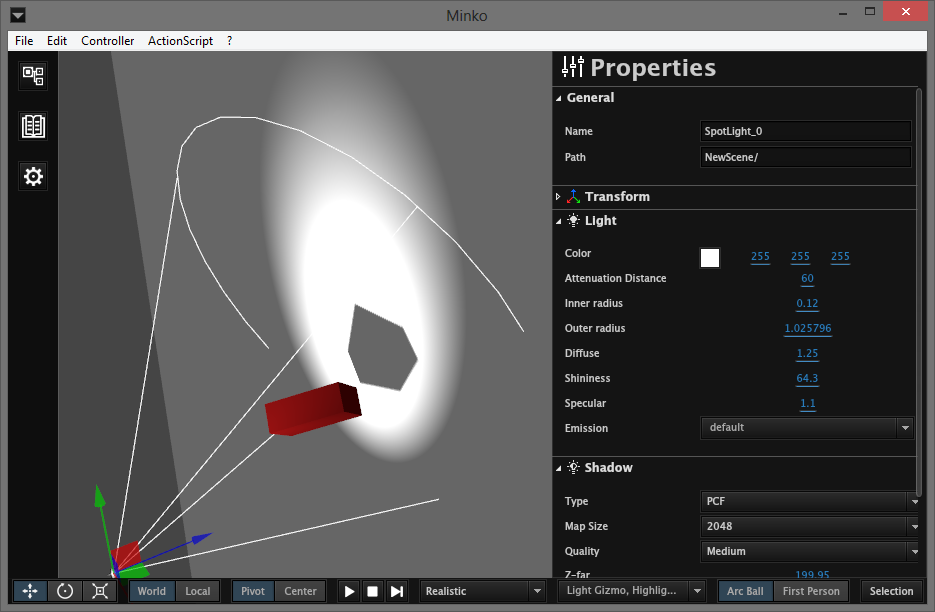 Minko
File Edit Controller ActionScript ?
Properties
General
Name SpotLight_0
Path NewScene/
Transform
Light
Color 255 255 255
Attenuation Distance 60
Inner radius 0.12
Outer radius 1.025796
Diffuse 1.25
Shininess 64.3
Specular 1.1
Emission default
Shadow
Type PCF
Map Size 2048
Quality Medium
Z-far 199.95
World Local Pivot Center Realistic Light Gizmo, Highlig... Arc Ball First Person Selection